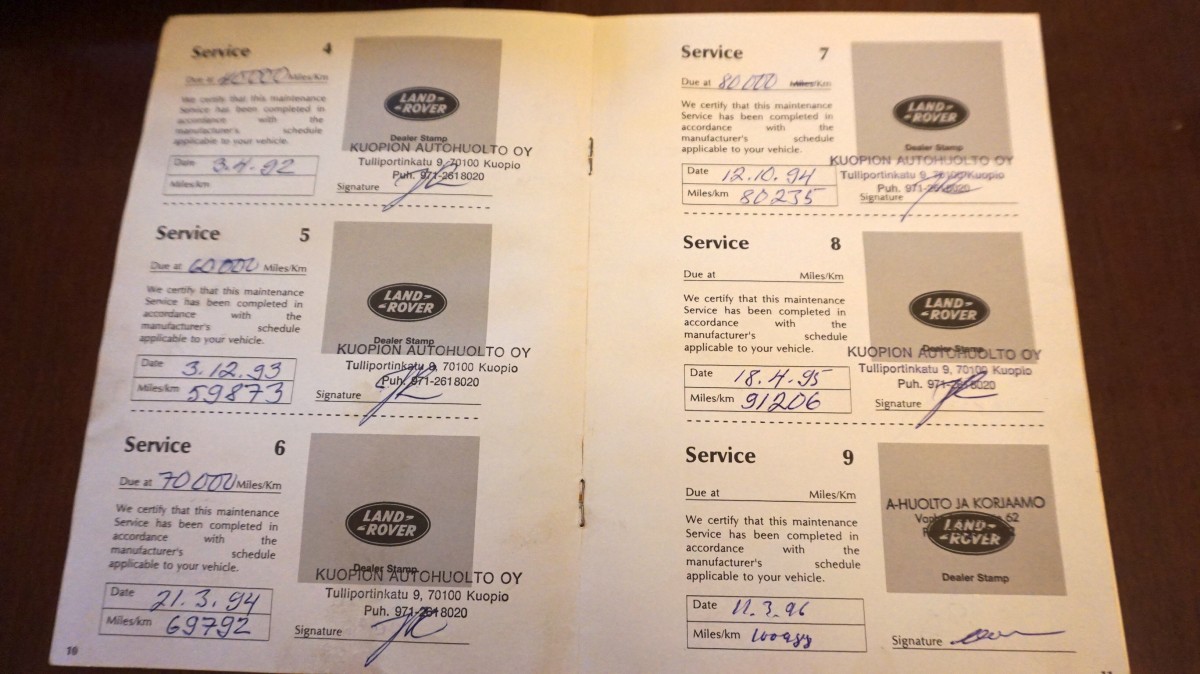 Service 4
Due at 40000 Miles/Km
We certify that this maintenance
Service has been completed in
accordance with the
manufacturer's schedule
applicable to your vehicle.
Date 3.4.92
Miles/km
LAND-
-ROVER
Dealer Stamp
KUOPION AUTOHUOLTO OY
Tulliportinkatu 9, 70100 Kuopio
Puh. 971-2618020
Signature
Service 5
Due at 60000 Miles/Km
We certify that this maintenance
Service has been completed in
accordance with the
manufacturer's schedule
applicable to your vehicle.
Date 3.12.93
Miles/km 59873
LAND-
-ROVER
Dealer Stamp
KUOPION AUTOHUOLTO OY
Tulliportinkatu 9, 70100 Kuopio
Puh. 971-2618020
Signature
Service 6
Due at 70000 Miles/Km
We certify that this maintenance
Service has been completed in
accordance with the
manufacturer's schedule
applicable to your vehicle.
Date 21.3.94
Miles/km 69792
LAND-
-ROVER
Dealer Stamp
KUOPION AUTOHUOLTO OY
Tulliportinkatu 9, 70100 Kuopio
Puh. 971-2618020
Signature
10
Service 7
Due at 80000 Miles/Km
We certify that this maintenance
Service has been completed in
accordance with the
manufacturer's schedule
applicable to your vehicle.
Date 12.10.94
Miles/km 80235
LAND-
-ROVER
Dealer Stamp
KUOPION AUTOHUOLTO OY
Tulliportinkatu 9, 70100 Kuopio
Puh. 971-2618020
Signature
Service 8
Due at Miles/Km
We certify that this maintenance
Service has been completed in
accordance with the
manufacturer's schedule
applicable to your vehicle.
Date 18.4.95
Miles/km 91206
LAND-
-ROVER
Dealer Stamp
KUOPION AUTOHUOLTO OY
Tulliportinkatu 9, 70100 Kuopio
Puh. 971-2618020
Signature
Service 9
Due at Miles/Km
We certify that this maintenance
Service has been completed in
accordance with the
manufacturer's schedule
applicable to your vehicle.
Date 11.3.96
Miles/km
A-HUOLTO JA KORJAAMO
62
LAND-
-ROVER
Dealer Stamp
Signature